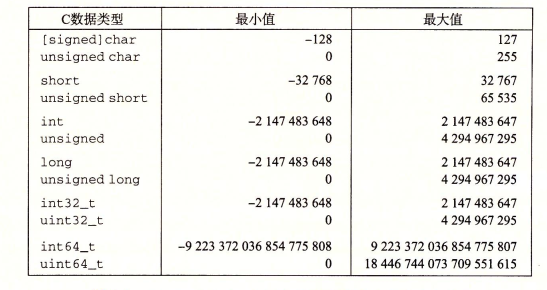 C数据类型 最小值 最大值
[signed]char -128 127
unsigned char 0 255
short -32 768 32 767
unsigned short 0 65 535
int -2 147 483 648 2 147 483 647
unsigned 0 4 294 967 295
long -2 147 483 648 2 147 483 647
unsigned long 0 4 294 967 295
int32_t -2 147 483 648 2 147 483 647
uint32_t 0 4 294 967 295
int64_t -9 223 372 036 854 775 808 9 223 372 036 854 775 807
uint64_t 0 18 446 744 073 709 551 615